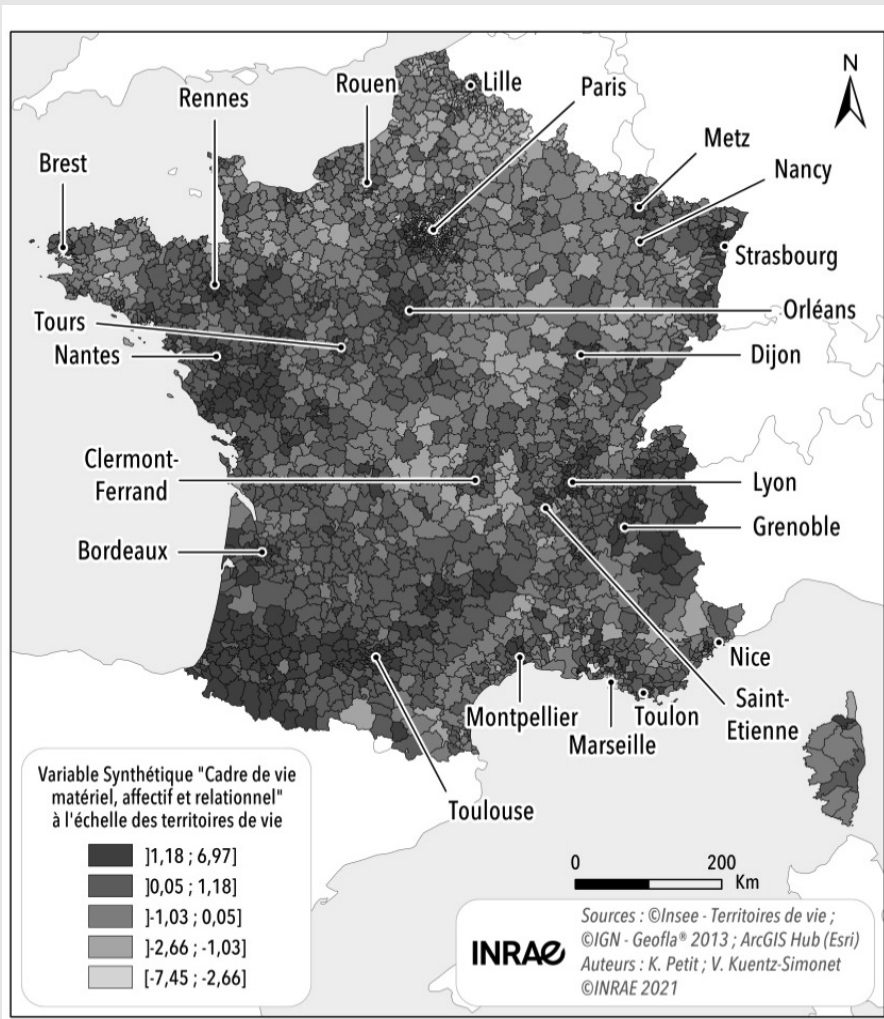 N
Rennes
Rouen
Lille
Paris
Brest
Metz
Nancy
Strasbourg
Tours
Nantes
Orléans
Dijon
Clermont-
Ferrand
Lyon
Grenoble
Bordeaux
Nice
Montpellier
Toulon
Saint-
Etienne
Marseille
Toulouse
Variable Synthétique "Cadre de vie
matériel, affectif et relationnel"
à l'échelle des territoires de vie
]1,18 ; 6,97]
]0,05 ; 1,18]
]-1,03 ; 0,05]
]-2,66 ; -1,03]
[-7,45 ; -2,66]
0 200
Km
INRAE
Sources : ©Insee - Territoires de vie ;
©IGN - Geofla® 2013 ; ArcGIS Hub (Esri)
Auteurs : K. Petit ; V. Kuentz-Simonet
©INRAE 2021